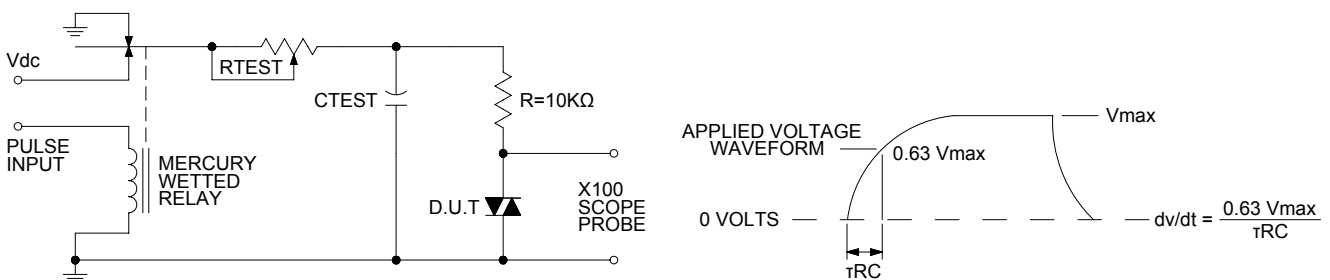 Vdc
RTEST
CTEST
R=10KΩ
PULSE
INPUT
MERCURY
WETTED
RELAY
D.U.T
X100
SCOPE
PROBE
APPLIED VOLTAGE
WAVEFORM
0.63 Vmax
Vmax
0 VOLTS
dv/dt = 0.63 Vmax
τRC
τRC